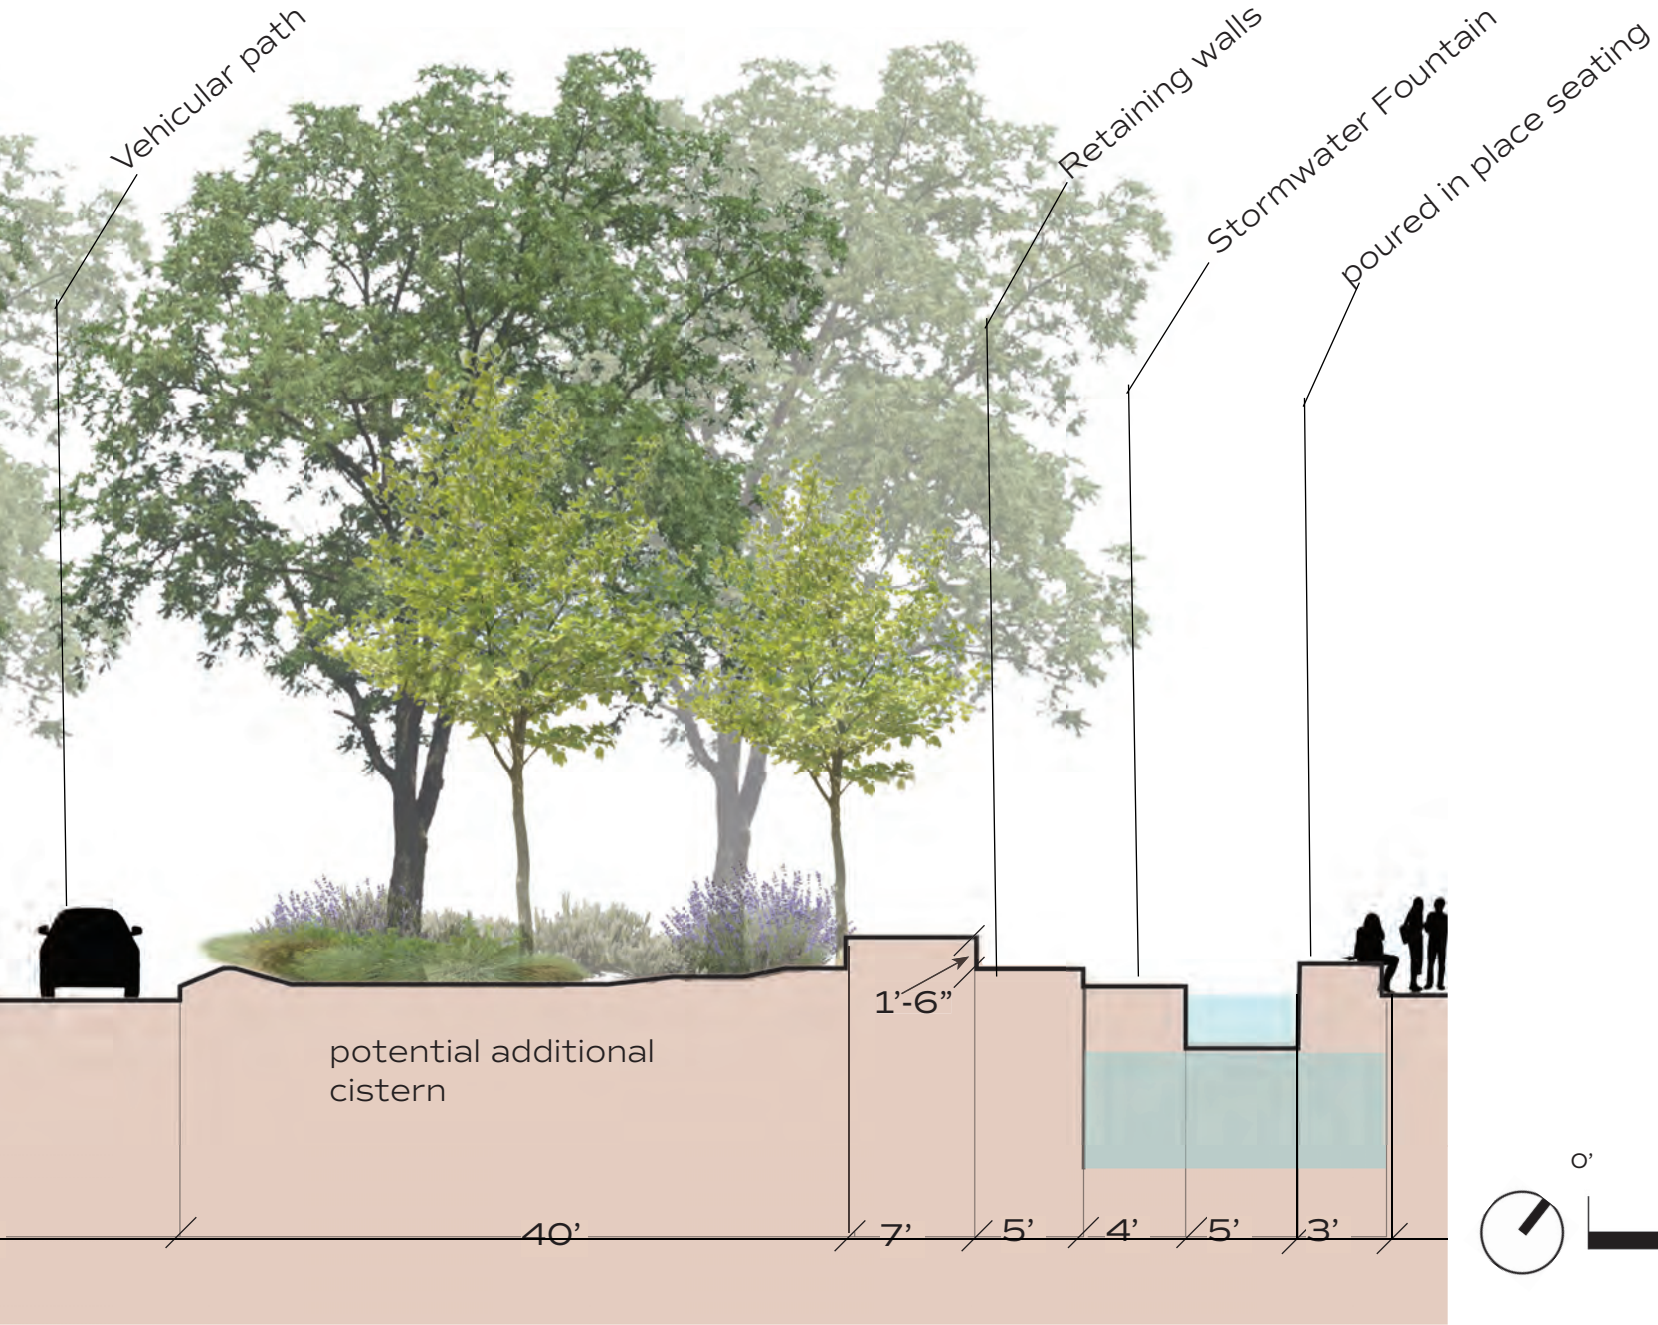 Vehicular path
Retaining walls
Stormwater Fountain
poured in place seating
1’-6”
potential additional
cistern
0’
40’
7’
5’
4’
5’
3’